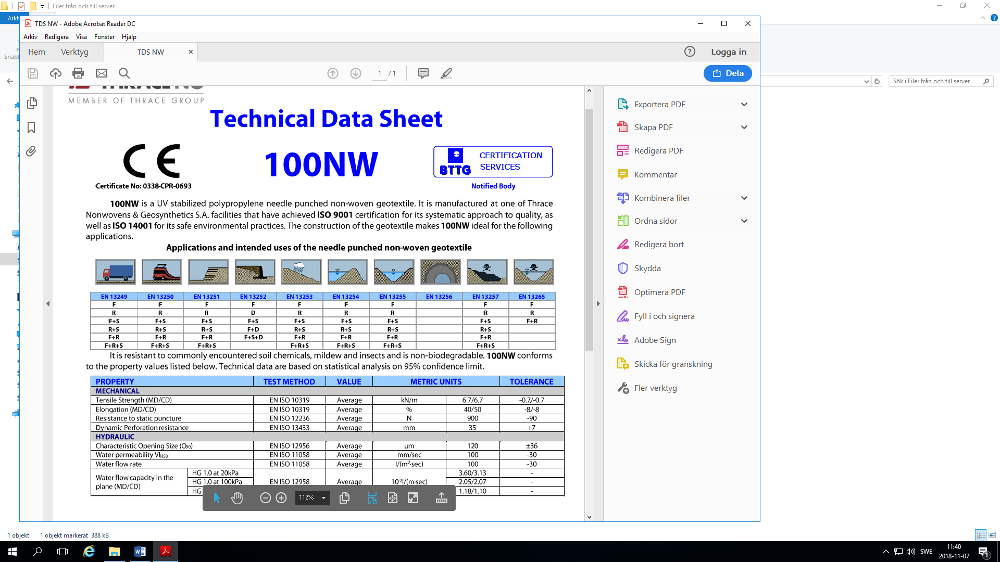 Filer från och till server
Arkiv
TDS NW - Adobe Acrobat Reader DC
Arkiv Redigera Visa Fönster Hjälp
Hem Verktyg TDS NW Logga in
1 / 1 Dela
Sök i Filer från och till server
MEMBER OF THRACE GROUP
Technical Data Sheet
CE 100NW BTTG CERTIFICATION SERVICES
Certificate No: 0338-CPR-0693 Notified Body
100NW is a UV stabilized polypropylene needle punched non-woven geotextile. It is manufactured at one of Thrace
Nonwovens & Geosynthetics S.A. facilities that have achieved ISO 9001 certification for its systematic approach to quality, as
well as ISO 14001 for its safe environmental practices. The construction of the geotextile makes 100NW ideal for the following
applications.
Applications and intended uses of the needle punched non-woven geotextile
EN 13249 EN 13250 EN 13251 EN 13252 EN 13253 EN 13254 EN 13255 EN 13256 EN 13257 EN 13265
F F F F F F F F F
R R R D R R R R R
F+S F+S F+S F+S F+S F+S F+S F+S F+R
R+S R+S R+S F+D R+S R+S R+S R+S
F+R F+R F+R F+S+D F+R F+R F+R F+R
F+R+S F+R+S F+R+S F+R+S F+R+S F+R+S F+R+S
It is resistant to commonly encountered soil chemicals, mildew and insects and is non-biodegradable. 100NW conforms
to the property values listed below. Technical data are based on statistical analysis on 95% confidence limit.
PROPERTY TEST METHOD VALUE METRIC UNITS TOLERANCE
MECHANICAL
Tensile Strength (MD/CD) EN ISO 10319 Average kN/m 6.7/6.7 -0.7/-0.7
Elongation (MD/CD) EN ISO 10319 Average % 40/50 -8/-8
Resistance to static puncture EN ISO 12236 Average N 900 -90
Dynamic Perforation resistance EN ISO 13433 Average mm 35 +7
HYDRAULIC
Characteristic Opening Size (O90) EN ISO 12956 Average µm 120 ±36
Water permeability VIH50 EN ISO 11058 Average mm/sec 100 -30
Water flow rate EN ISO 11058 Average l/(m²·sec) 100 -30
Water flow capacity in the plane (MD/CD) HG 1.0 at 20kPa 3.60/3.13 -
HG 1.0 at 100kPa EN ISO 12958 Average 10-2l/(m·sec) 2.05/2.07 -
HG 1.18/1.10 -
112%
Exportera PDF
Skapa PDF
Redigera PDF
Kommentar
Kombinera filer
Ordna sidor
Redigera bort
Skydda
Optimera PDF
Fyll i och signera
Adobe Sign
Skicka för granskning
Fler verktyg
1 objekt 1 objekt markerat 388 kB
SWE 11:40
2018-11-07
1